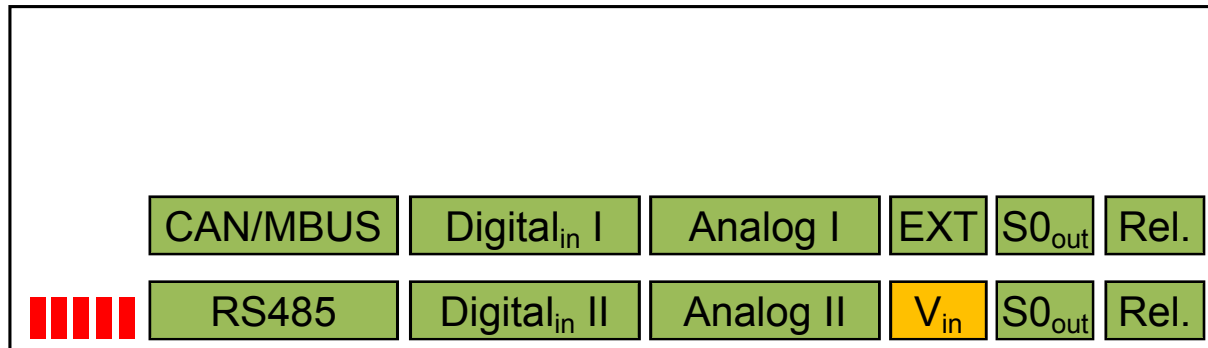 CAN/MBUS Digitalin I Analog I EXT S0out Rel.
RS485 Digitalin II Analog II Vin S0out Rel.